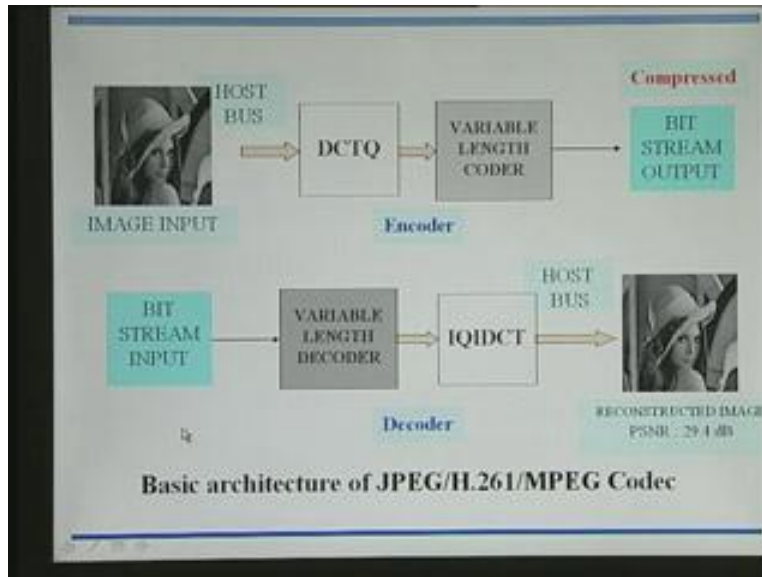 HOST
BUS
Compressed
DCTQ
VARIABLE
LENGTH
CODER
BIT
STREAM
OUTPUT
IMAGE INPUT
Encoder
HOST
BUS
BIT
STREAM
INPUT
VARIABLE
LENGTH
DECODER
IQIDCT
RECONSTRUCTED IMAGE
PSNR : 29.4 dB
Decoder
Basic architecture of JPEG/H.261/MPEG Codec